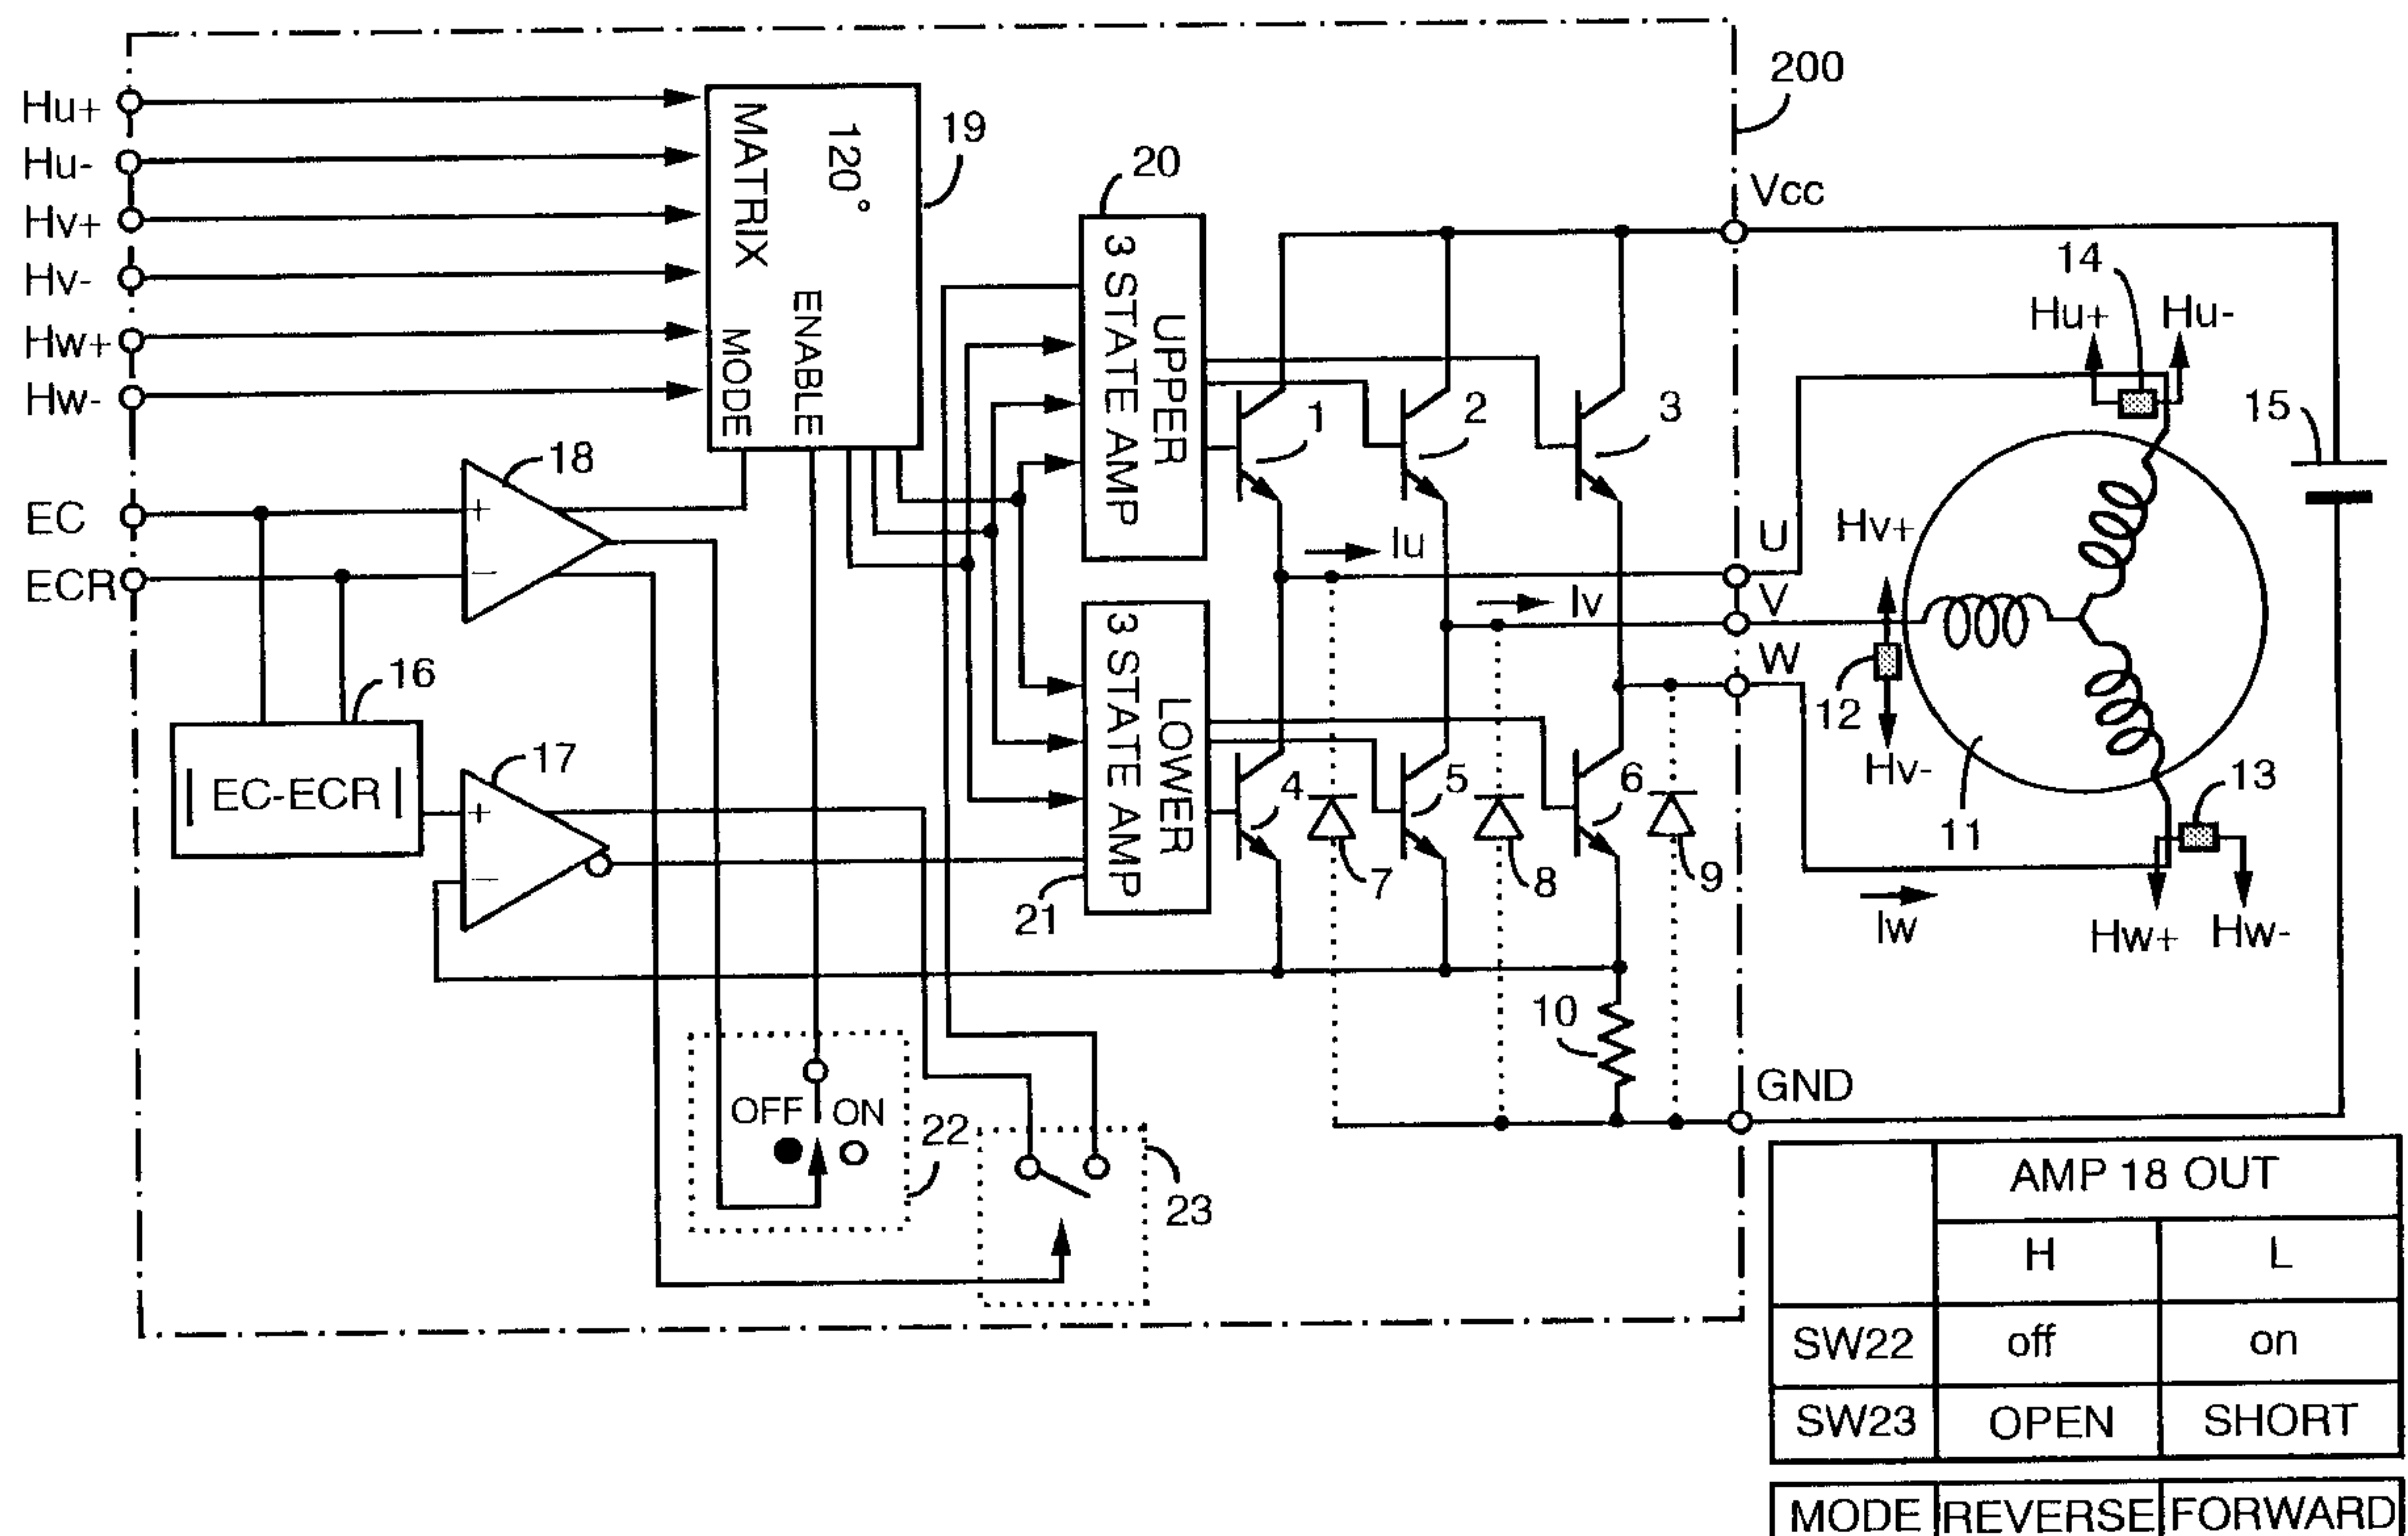 200
Hu+
Hu-
Hv+
Hv-
Hw+
Hw-
MATRIX
120°
MODE
ENABLE
19
20
3 STATE AMP
UPPER
Vcc
14
Hu+
Hu-
15
1
2
3
18
+
-
EC
ECR
Iu
U
Iv
V
W
Hv+
12
Hv-
11
13
16
| EC-ECR |
17
+
-
3 STATE AMP
LOWER
21
4
5
6
7
8
9
Iw
Hw+
Hw-
10
GND
OFF
ON
22
23
AMP 18 OUT
H
L
SW22
off
on
SW23
OPEN
SHORT
MODE
REVERSE
FORWARD